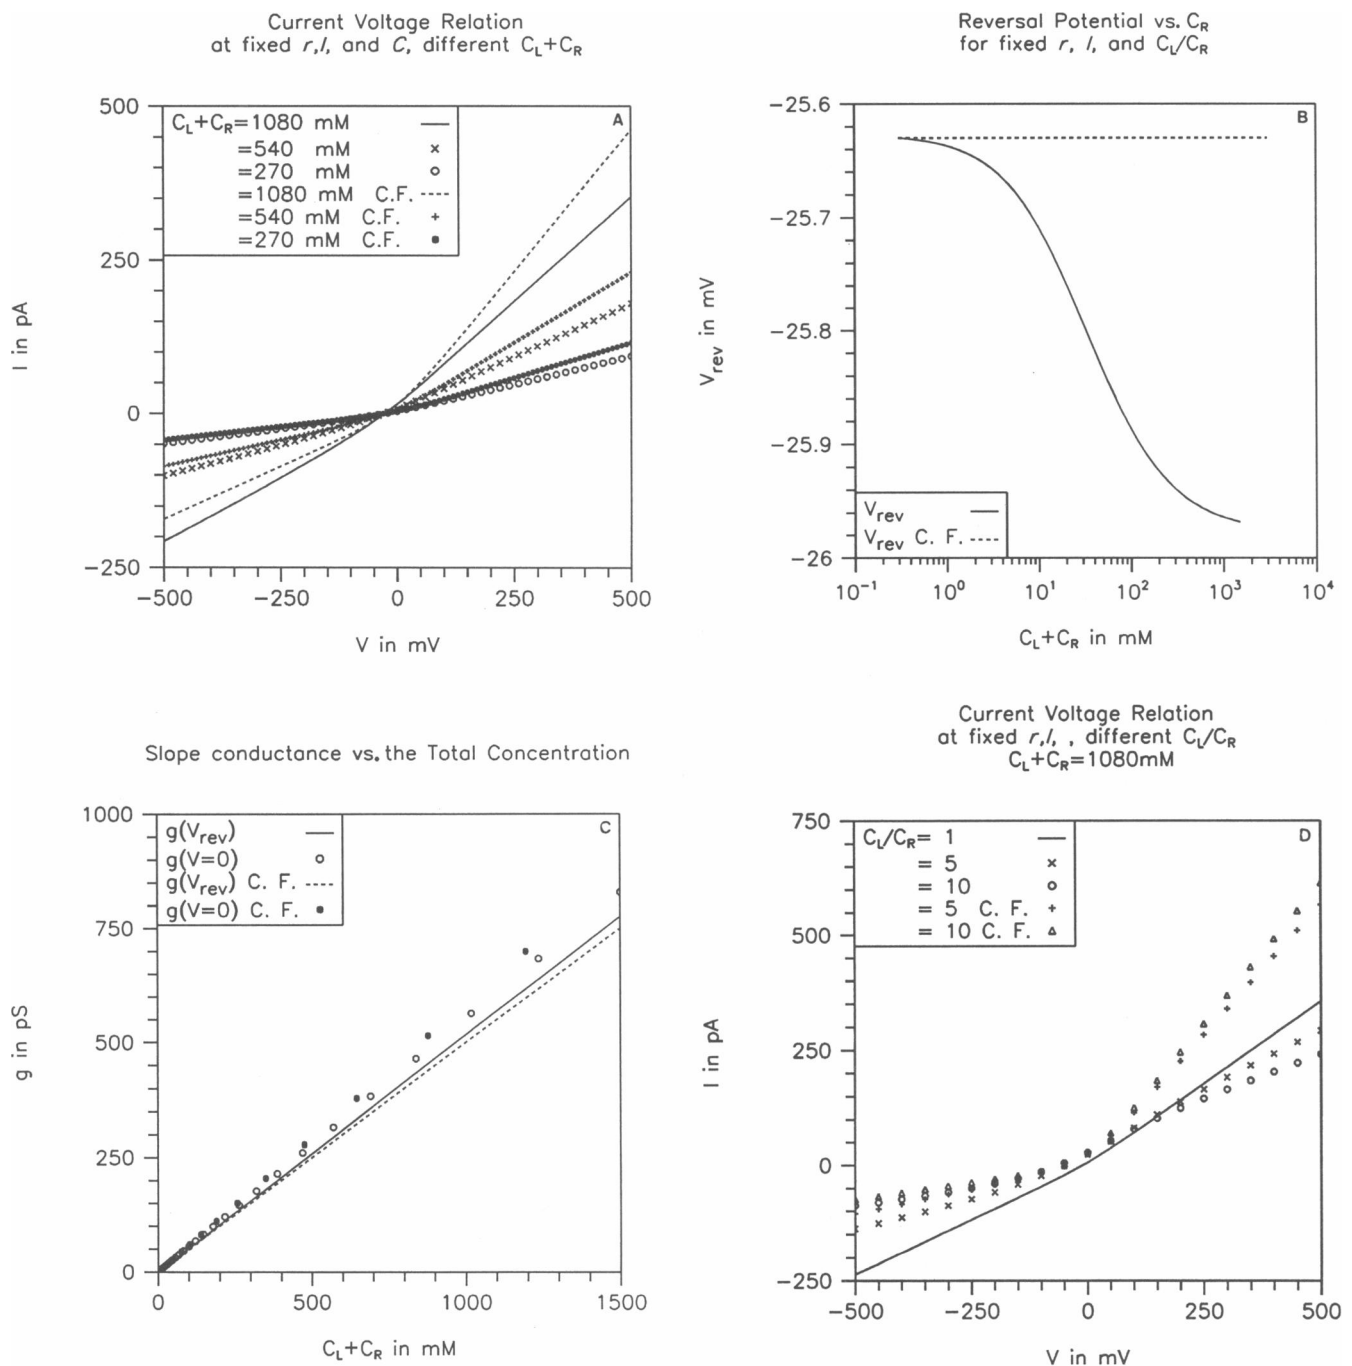 Current Voltage Relation
at fixed r,l, and C, different C_L+C_R
500
250
0
−250
I in pA
C_L+C_R=1080 mM
=540 mM
=270 mM
=1080 mM C.F.
=540 mM C.F.
=270 mM C.F.
A
−500
−250
0
250
500
V in mV
Reversal Potential vs. C_R
for fixed r, l, and C_L/C_R
−25.6
−25.7
−25.8
−25.9
−26
V_rev in mV
B
V_rev
V_rev C. F.
10^−1
10^0
10^1
10^2
10^3
10^4
C_L+C_R in mM
Slope conductance vs. the Total Concentration
1000
750
500
250
0
g in pS
g(V_rev)
g(V=0)
g(V_rev) C. F.
g(V=0) C. F.
C
0
500
1000
1500
C_L+C_R in mM
Current Voltage Relation
at fixed r,l, , different C_L/C_R
C_L+C_R=1080mM
750
500
250
0
−250
I in pA
C_L/C_R= 1
= 5
= 10
= 5 C. F.
= 10 C. F.
D
−500
−250
0
250
500
V in mV